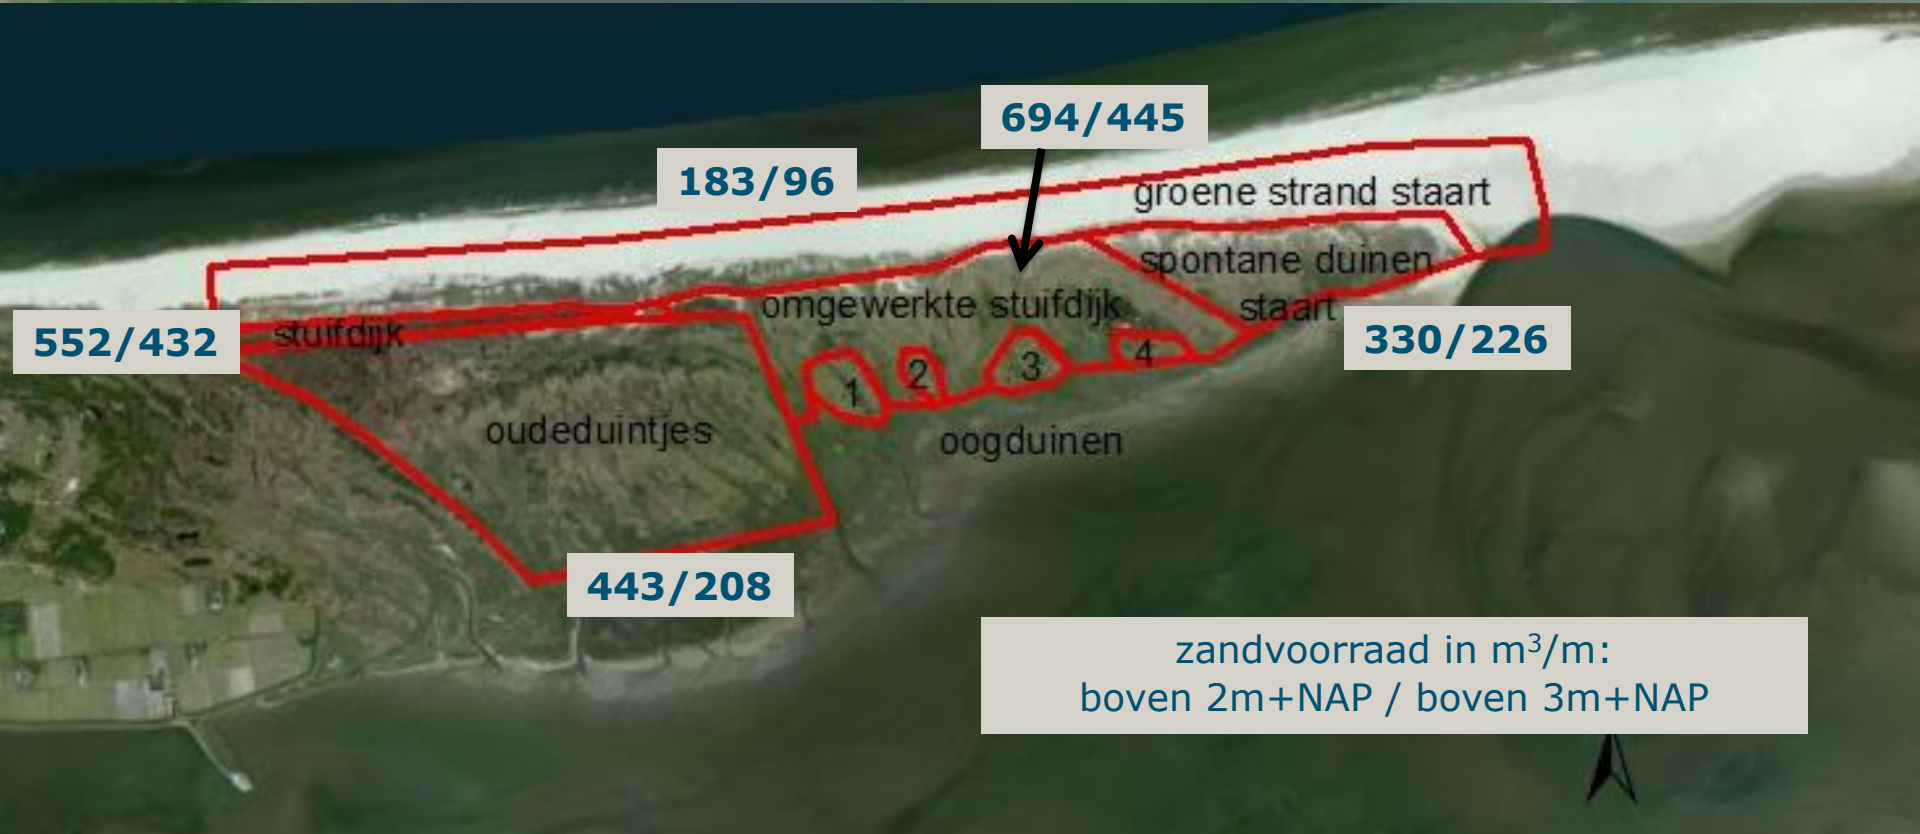 694/445
183/96
groene strand staart
spontane duinen
staart
omgewerkte stuifdijk
552/432
stuifdijk
330/226
1
2
3
4
oudeduintjes
oogduinen
443/208
zandvoorraad in m³/m:
boven 2m+NAP / boven 3m+NAP